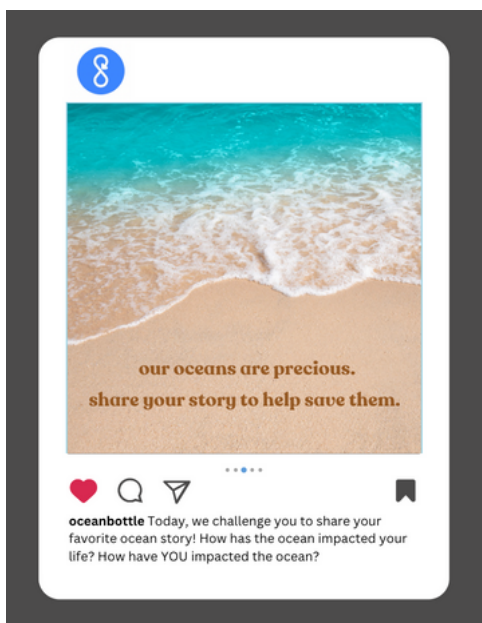 our oceans are precious.
share your story to help save them.
oceanbottle Today, we challenge you to share your
favorite ocean story! How has the ocean impacted your
life? How have YOU impacted the ocean?